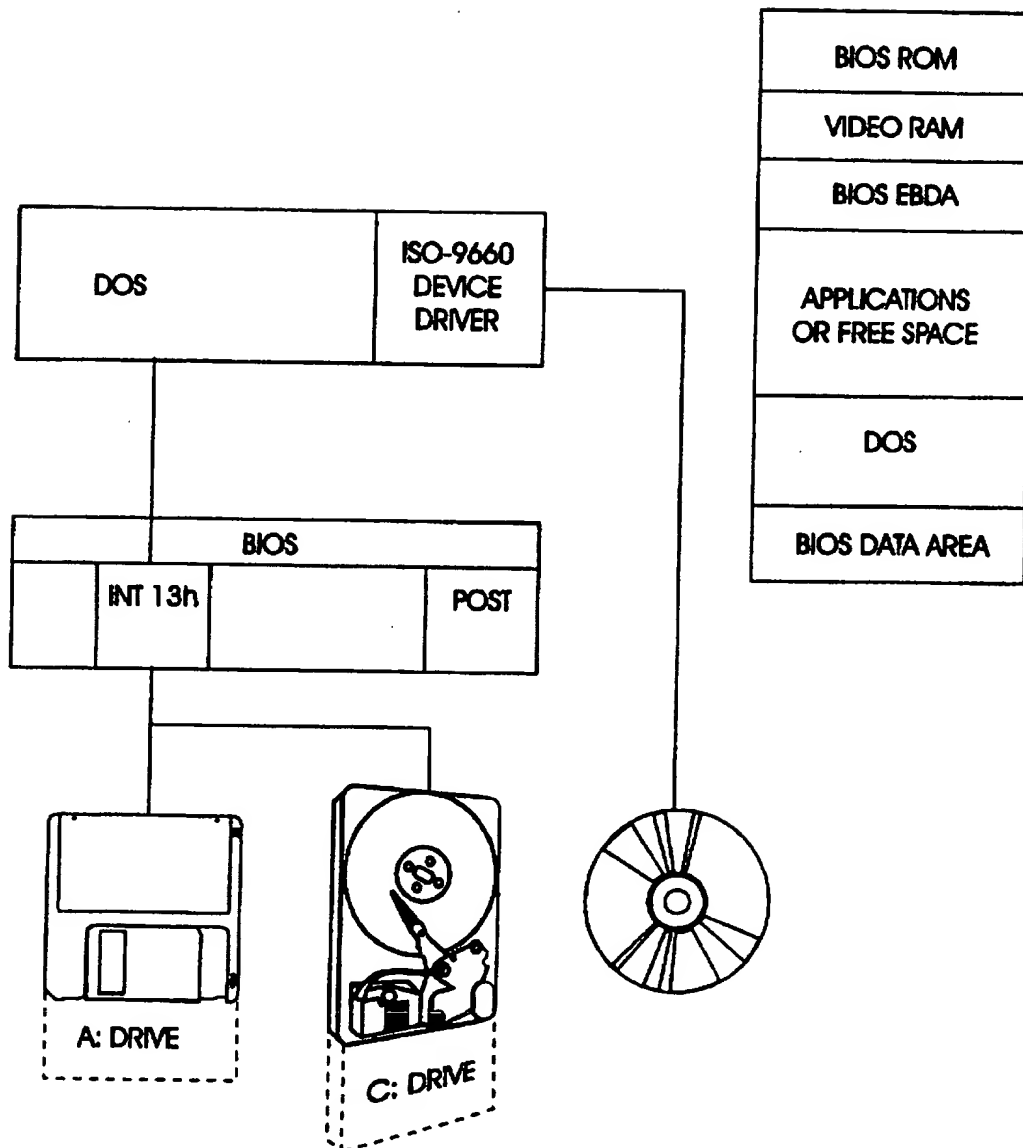 BIOS ROM
VIDEO RAM
BIOS EBDA
APPLICATIONS
OR FREE SPACE
DOS
BIOS DATA AREA
DOS
ISO-9660
DEVICE
DRIVER
BIOS
INT 13h
POST
A: DRIVE
C: DRIVE